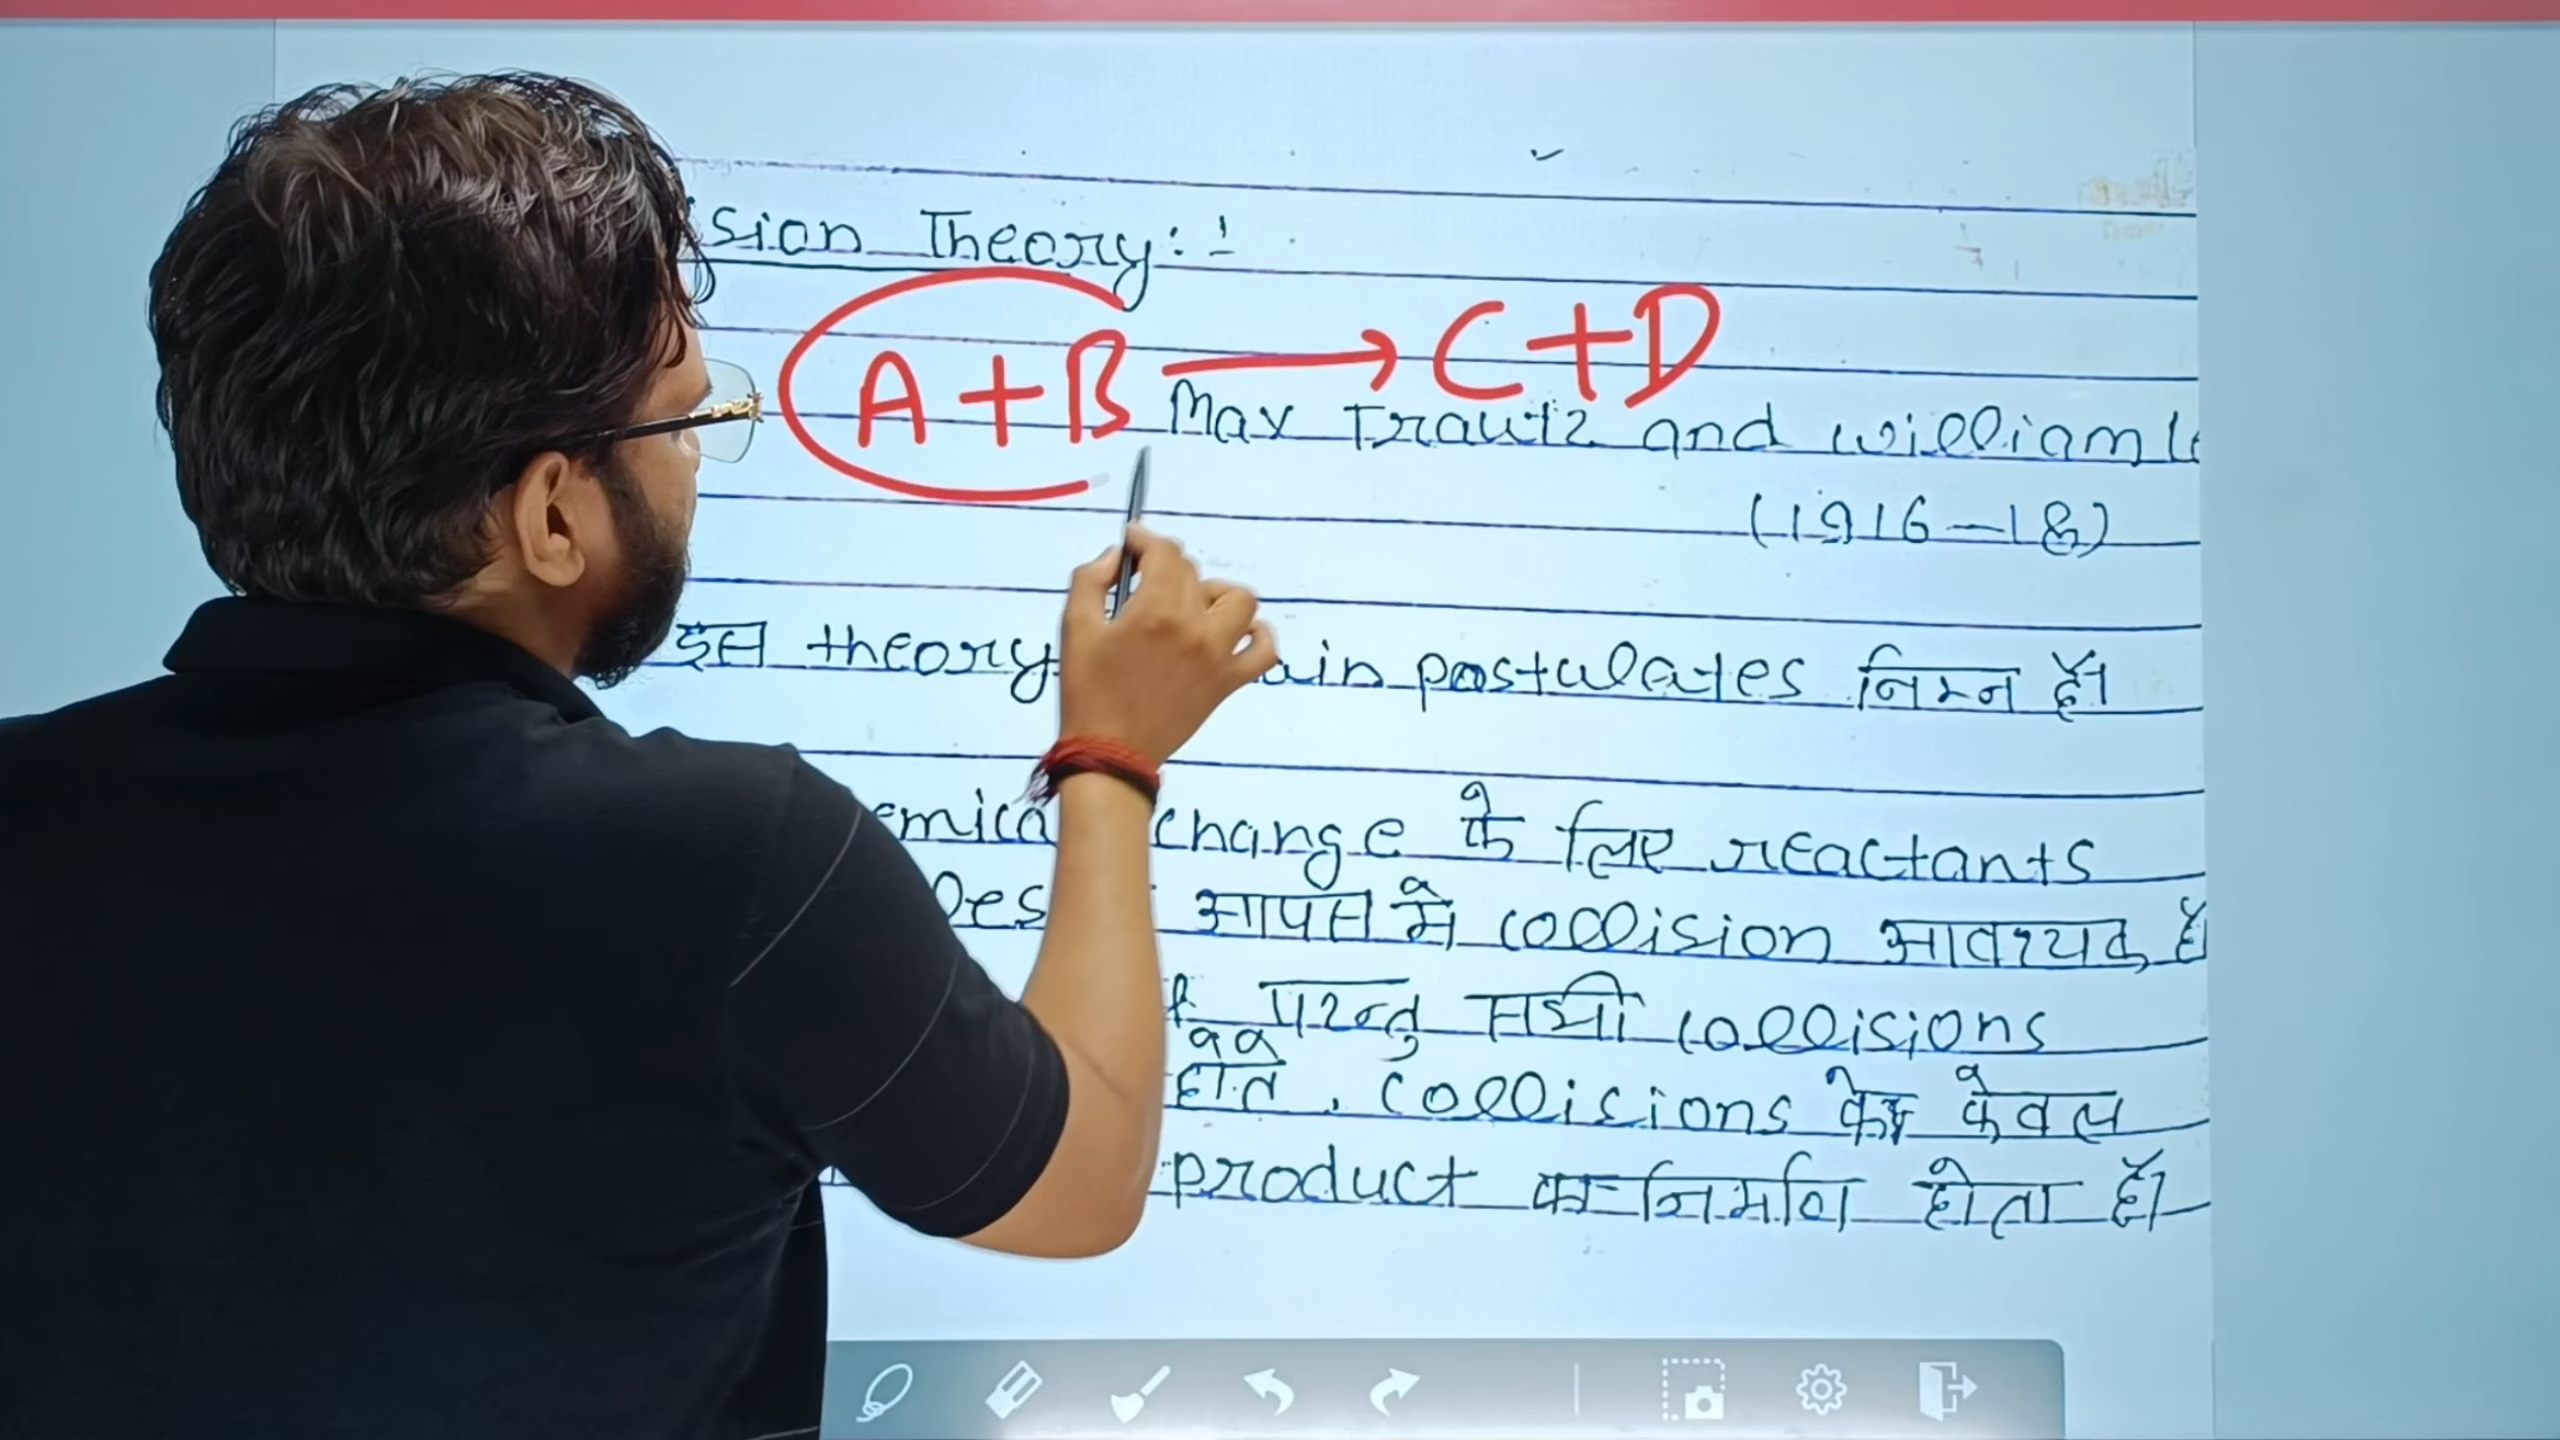 sion Theory:-
A + B → C + D
Max Trautz and william
(1916-18)
इस theory ain postulates निम्न हैं।
emica change के लिए reactants
les आपस में collision आवश्यक है
परन्तु सभी collisions
होते, collisions के केवल
product का निर्माण होता है।